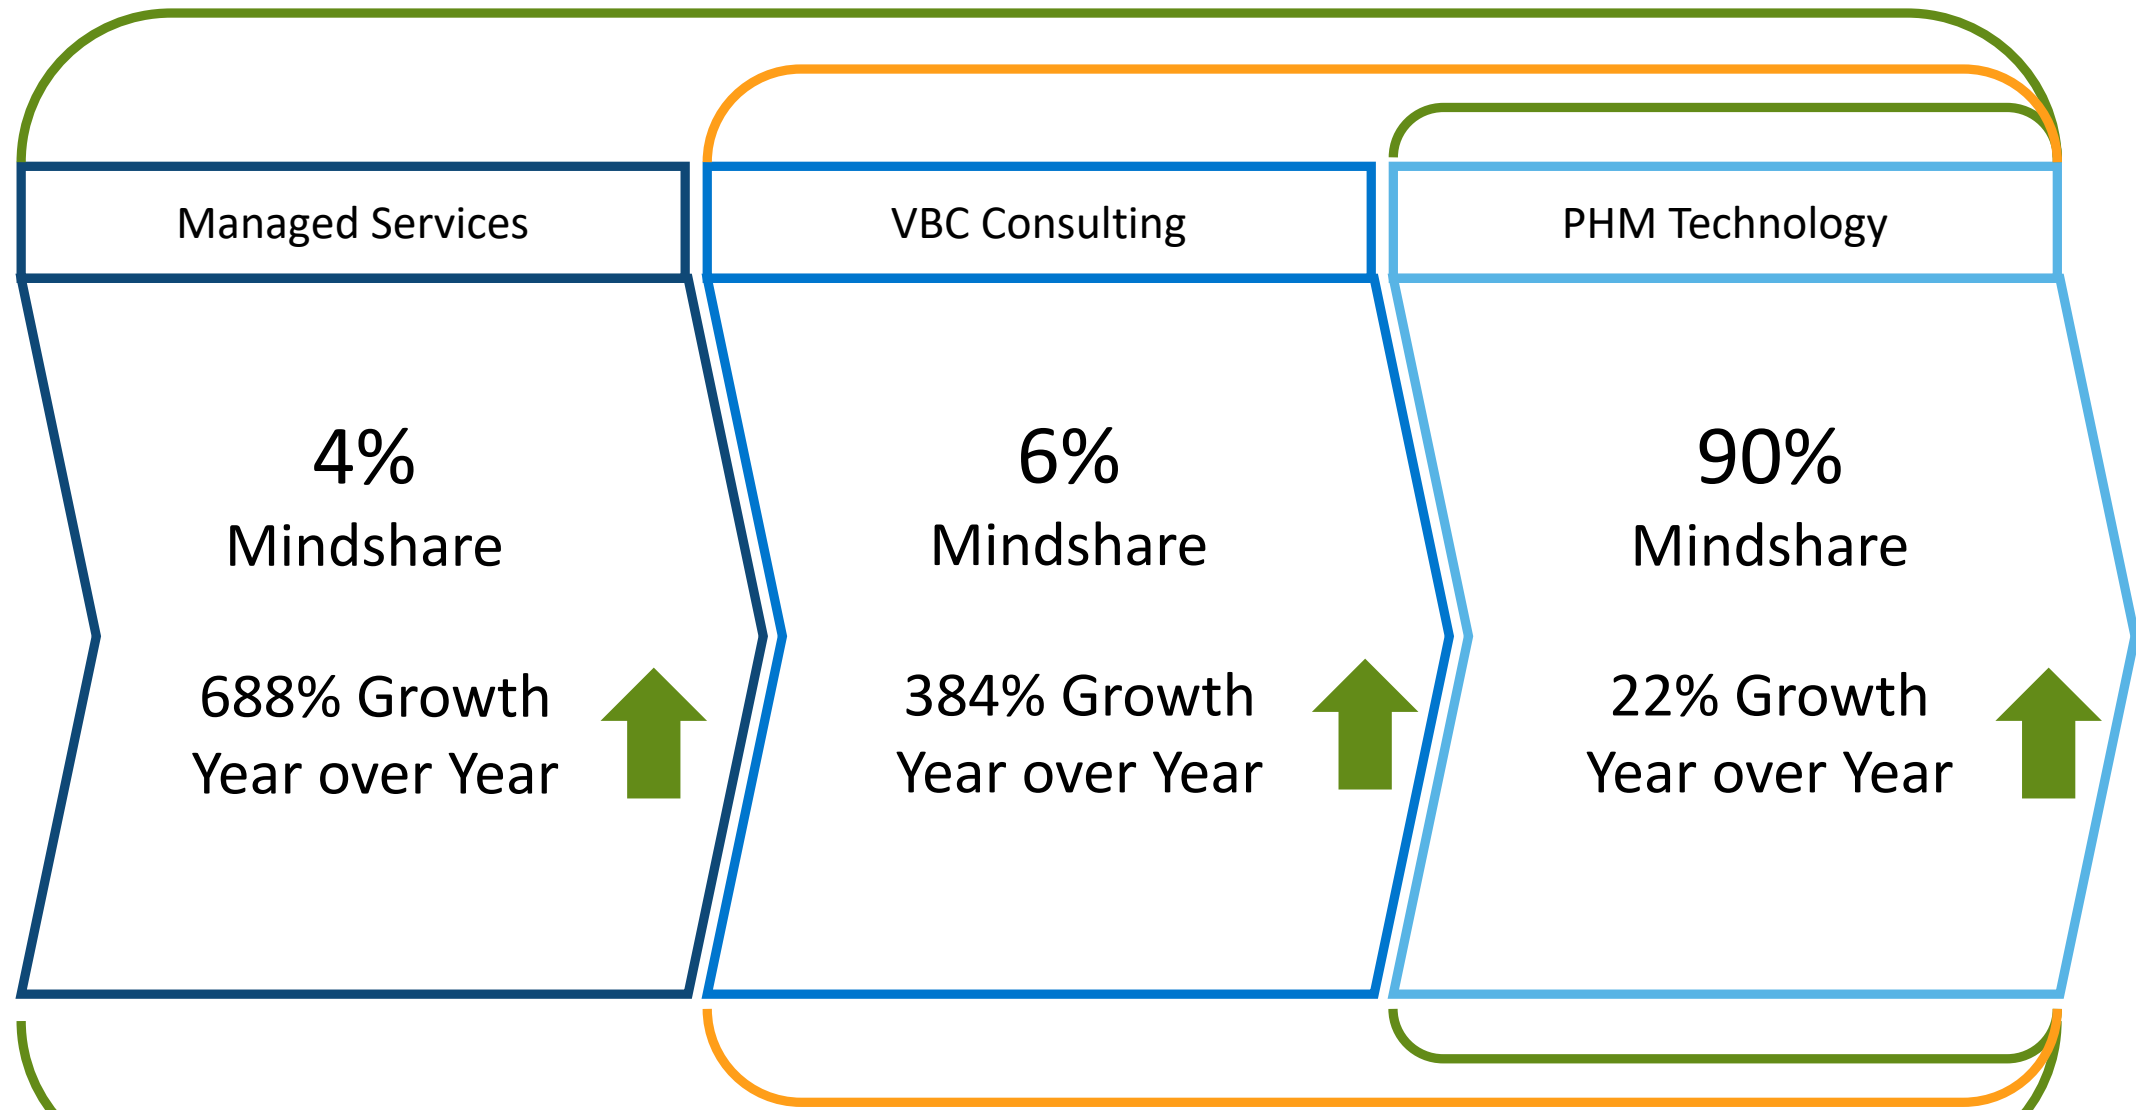 Managed Services
4%
Mindshare
688% Growth
Year over Year
VBC Consulting
6%
Mindshare
384% Growth
Year over Year
PHM Technology
90%
Mindshare
22% Growth
Year over Year